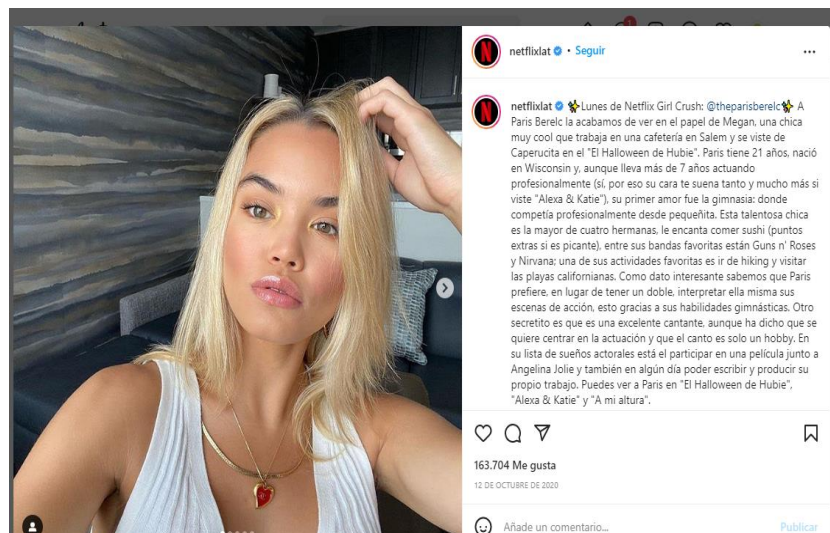 netflixlat • Seguir
netflixlat ✨Lunes de Netflix Girl Crush: @theparisberelc✨ A
Paris Berelc la acabamos de ver en el papel de Megan, una chica
muy cool que trabaja en una cafetería en Salem y se viste de
Caperucita en el "El Halloween de Hubie". Paris tiene 21 años, nació
en Wisconsin y, aunque lleva más de 7 años actuando
profesionalmente (sí, por eso su cara te suena tanto y mucho más si
viste "Alexa & Katie"), su primer amor fue la gimnasia: donde
competía profesionalmente desde pequeñita. Esta talentosa chica
es la mayor de cuatro hermanas, le encanta comer sushi (puntos
extras si es picante), entre sus bandas favoritas están Guns n' Roses
y Nirvana; una de sus actividades favoritas es ir de hiking y visitar
las playas californianas. Como dato interesante sabemos que Paris
prefiere, en lugar de tener un doble, interpretar ella misma sus
escenas de acción, esto gracias a sus habilidades gimnásticas. Otro
secretito es que es una excelente cantante, aunque ha dicho que se
quiere centrar en la actuación y que el canto es solo un hobby. En
su lista de sueños actorales está el participar en una película junto a
Angelina Jolie y también en algún día poder escribir y producir su
propio trabajo. Puedes ver a Paris en "El Halloween de Hubie",
"Alexa & Katie" y "A mi altura".
163.704 Me gusta
12 DE OCTUBRE DE 2020
Añade un comentario... Publicar